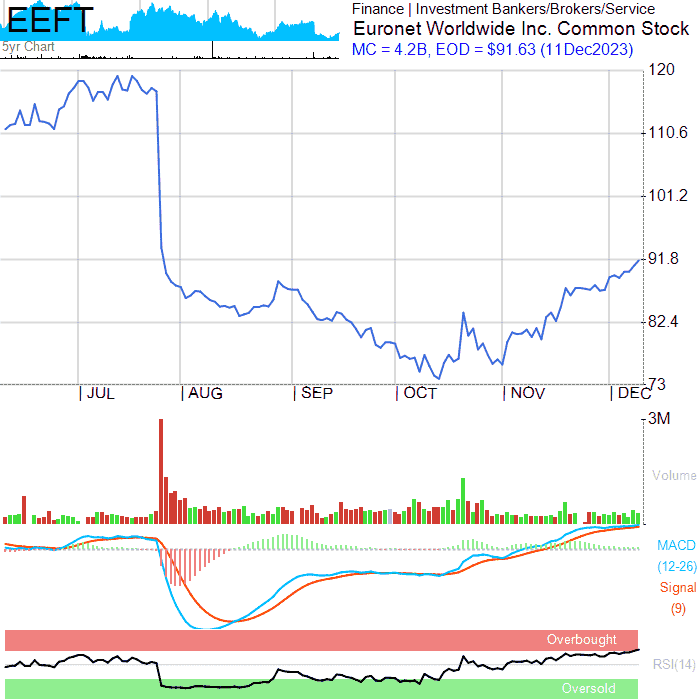 EEFT
5yr Chart
Finance | Investment Bankers/Brokers/Service
Euronet Worldwide Inc. Common Stock
MC = 4.2B, EOD = $91.63 (11Dec2023)
120
110.6
101.2
91.8
82.4
73
JUL
AUG
SEP
OCT
NOV
DEC
3M
Volume
MACD
(12-26)
Signal
(9)
Overbought
RSI(14)
Oversold